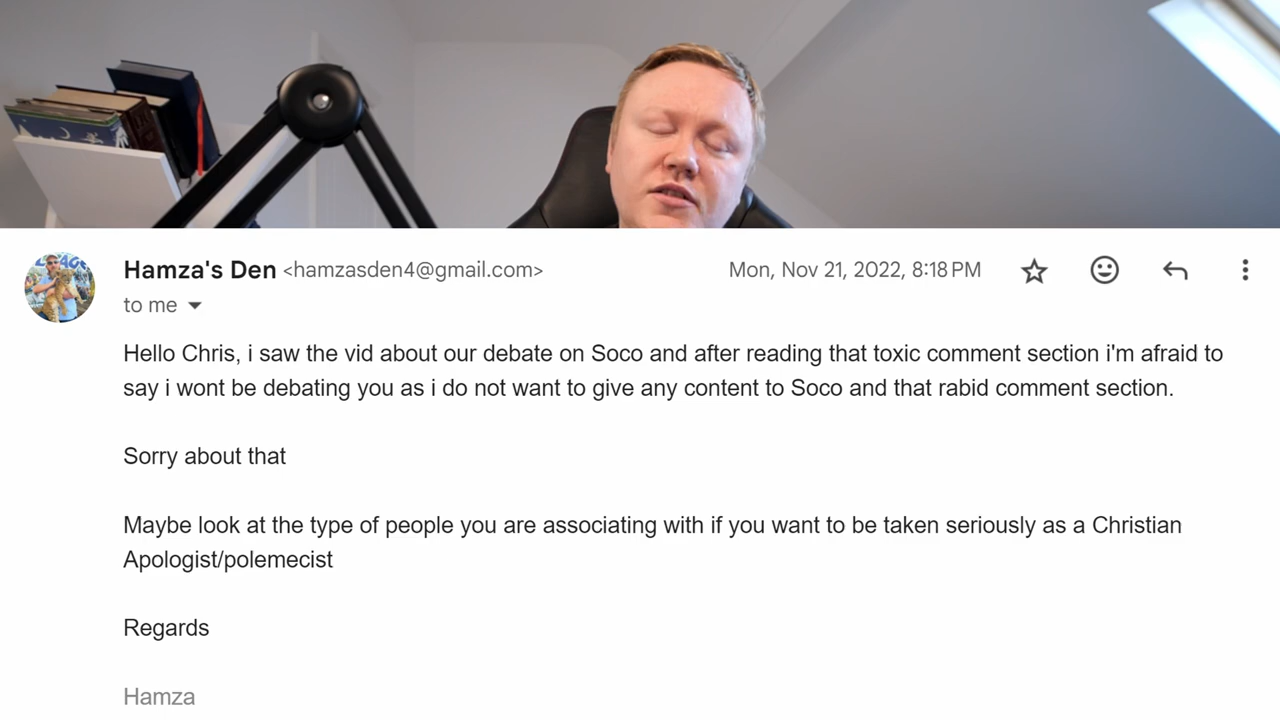 Hamza's Den <hamzasden4@gmail.com> Mon, Nov 21, 2022, 8:18 PM
to me
Hello Chris, i saw the vid about our debate on Soco and after reading that toxic comment section i'm afraid to
say i wont be debating you as i do not want to give any content to Soco and that rabid comment section.
Sorry about that
Maybe look at the type of people you are associating with if you want to be taken seriously as a Christian
Apologist/polemecist
Regards
Hamza